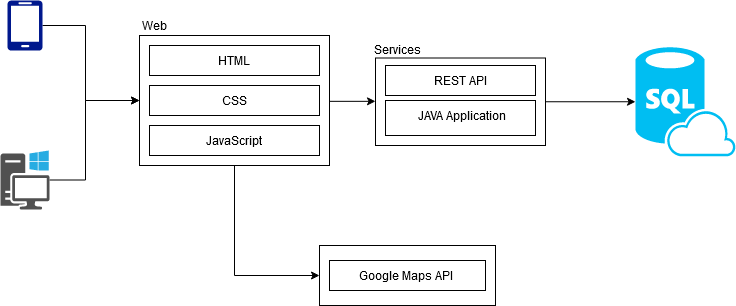 Web
HTML
CSS
JavaScript
Services
REST API
JAVA Application
SQL
Google Maps API